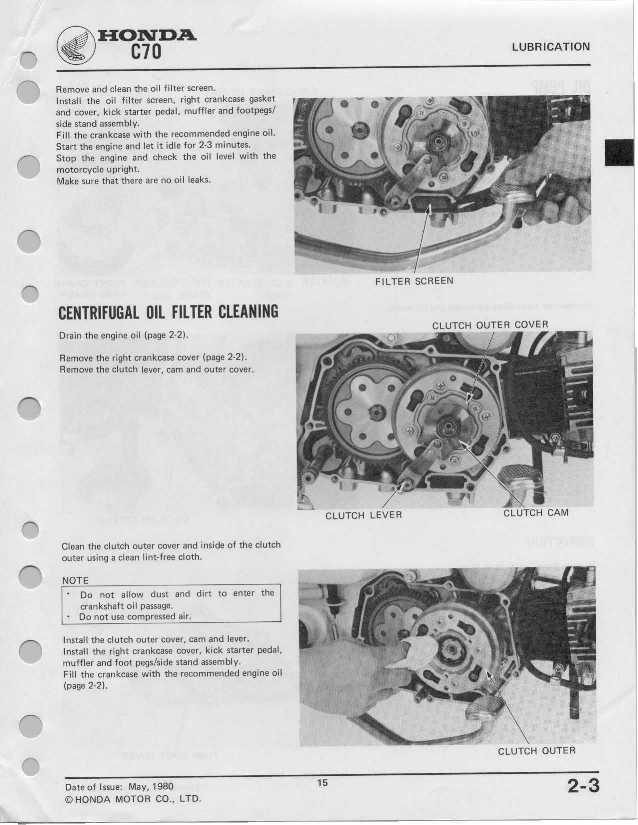 HONDA
C70
LUBRICATION
Remove and clean the oil filter screen.
Install the oil filter screen, right crankcase gasket
and cover, kick starter pedal, muffler and footpegs/
side stand assembly.
Fill the crankcase with the recommended engine oil.
Start the engine and let it idle for 2-3 minutes.
Stop the engine and check the oil level with the
motorcycle upright.
Make sure that there are no oil leaks.
FILTER SCREEN
CENTRIFUGAL OIL FILTER CLEANING
Drain the engine oil (page 2-2).
Remove the right crankcase cover (page 2-2).
Remove the clutch lever, cam and outer cover.
CLUTCH OUTER COVER
CLUTCH LEVER
CLUTCH CAM
Clean the clutch outer cover and inside of the clutch
outer using a clean lint-free cloth.
NOTE
· Do not allow dust and dirt to enter the
crankshaft oil passage.
· Do not use compressed air.
Install the clutch outer cover, cam and lever.
Install the right crankcase cover, kick starter pedal,
muffler and foot pegs/side stand assembly.
Fill the crankcase with the recommended engine oil
(page 2-2).
CLUTCH OUTER
Date of Issue: May, 1980
© HONDA MOTOR CO., LTD.
15
2-3